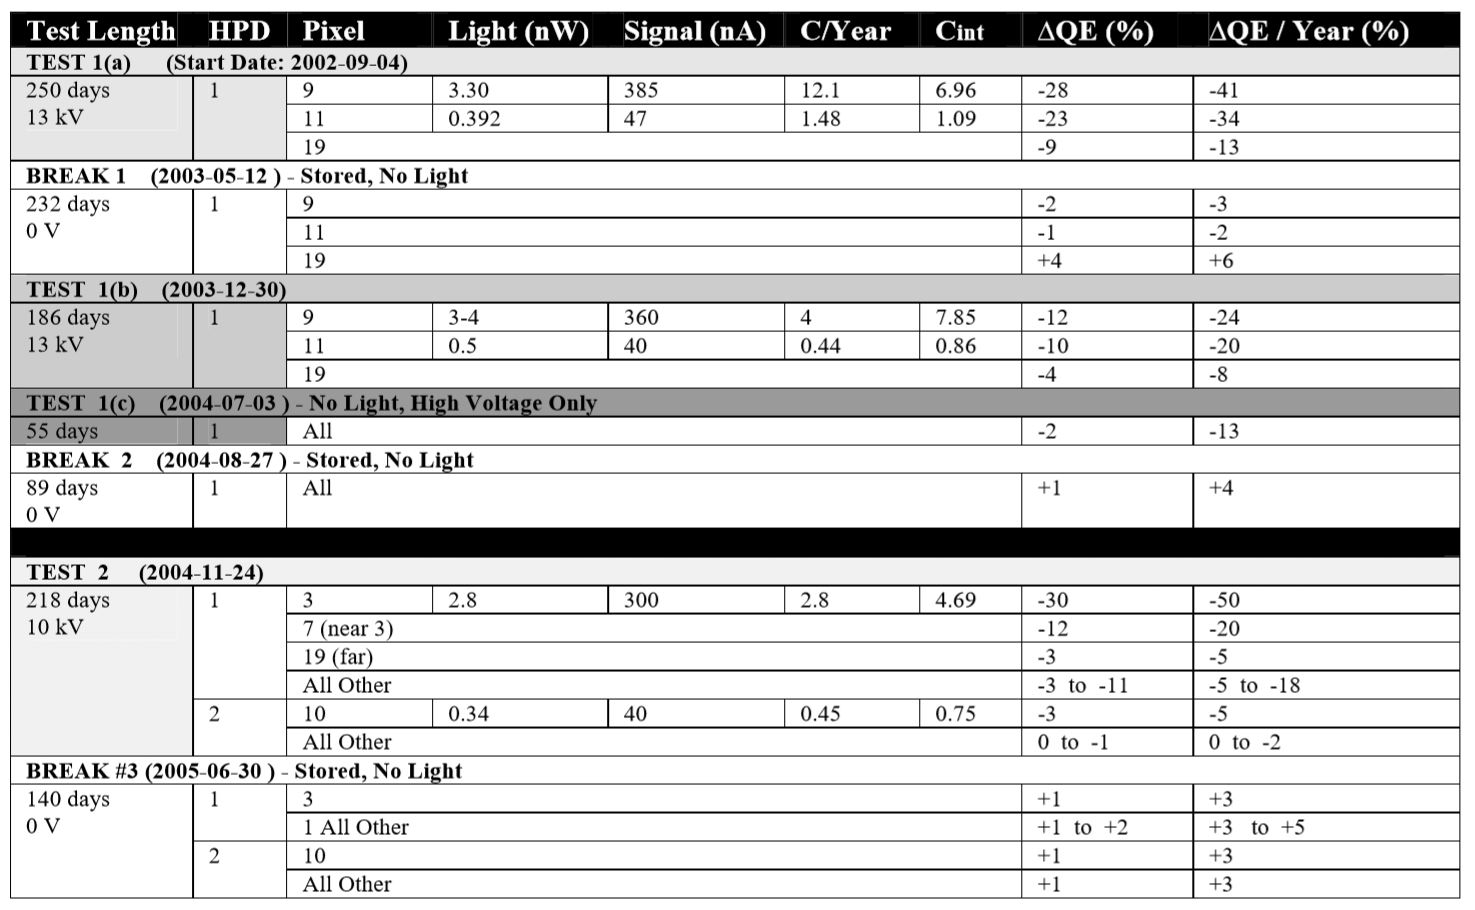 Test Length HPD Pixel Light (nW) Signal (nA) C/Year Cint ΔQE (%) ΔQE / Year (%)
TEST 1(a) (Start Date: 2002-09-04)
250 days 1 9 3.30 385 12.1 6.96 -28 -41
13 kV 11 0.392 47 1.48 1.09 -23 -34
19 -9 -13
BREAK 1 (2003-05-12 ) - Stored, No Light
232 days 1 9 -2 -3
0 V 11 -1 -2
19 +4 +6
TEST 1(b) (2003-12-30)
186 days 1 9 3-4 360 4 7.85 -12 -24
13 kV 11 0.5 40 0.44 0.86 -10 -20
19 -4 -8
TEST 1(c) (2004-07-03 ) - No Light, High Voltage Only
55 days 1 All -2 -13
BREAK 2 (2004-08-27 ) - Stored, No Light
89 days 1 All +1 +4
0 V
TEST 2 (2004-11-24)
218 days 1 3 2.8 300 2.8 4.69 -30 -50
10 kV 7 (near 3) -12 -20
19 (far) -3 -5
All Other -3 to -11 -5 to -18
2 10 0.34 40 0.45 0.75 -3 -5
All Other 0 to -1 0 to -2
BREAK #3 (2005-06-30 ) - Stored, No Light
140 days 1 3 +1 +3
0 V 1 All Other +1 to +2 +3 to +5
2 10 +1 +3
All Other +1 +3